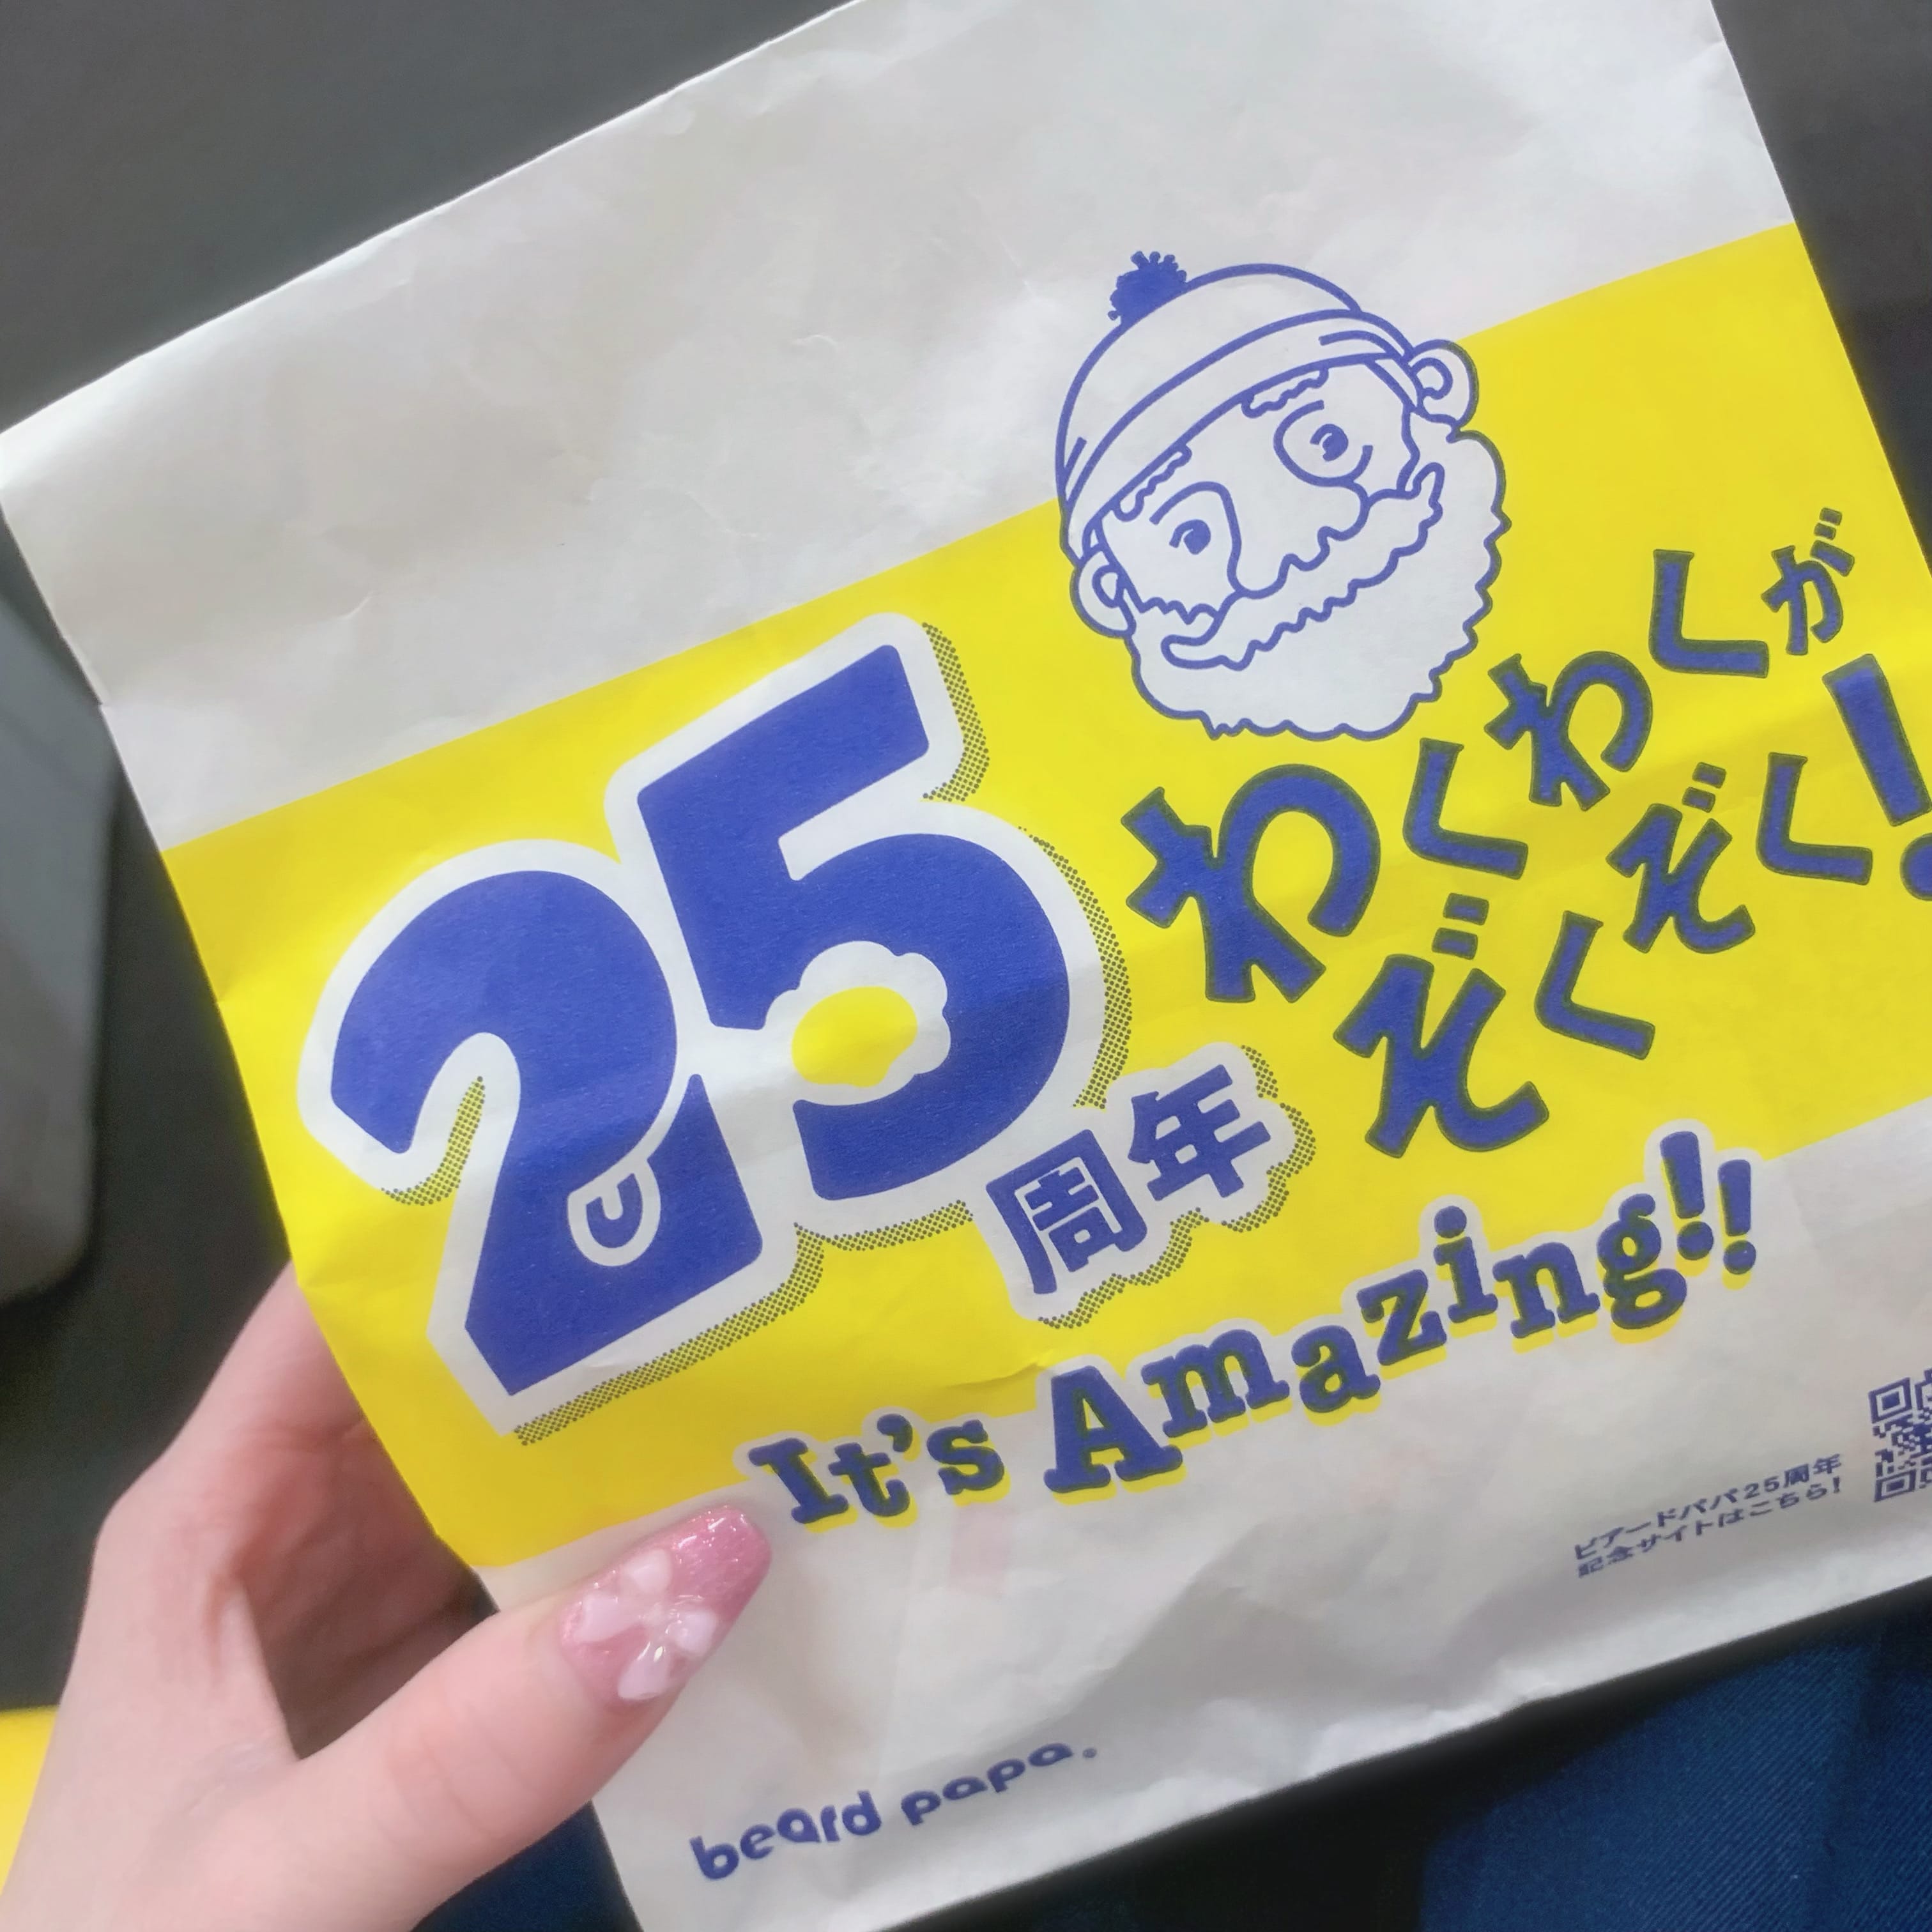 25周年
わくわくが
ぞくぞく!
It's Amazing!!
ビアードパパ25周年
記念サイトはこちら!
beard papa.